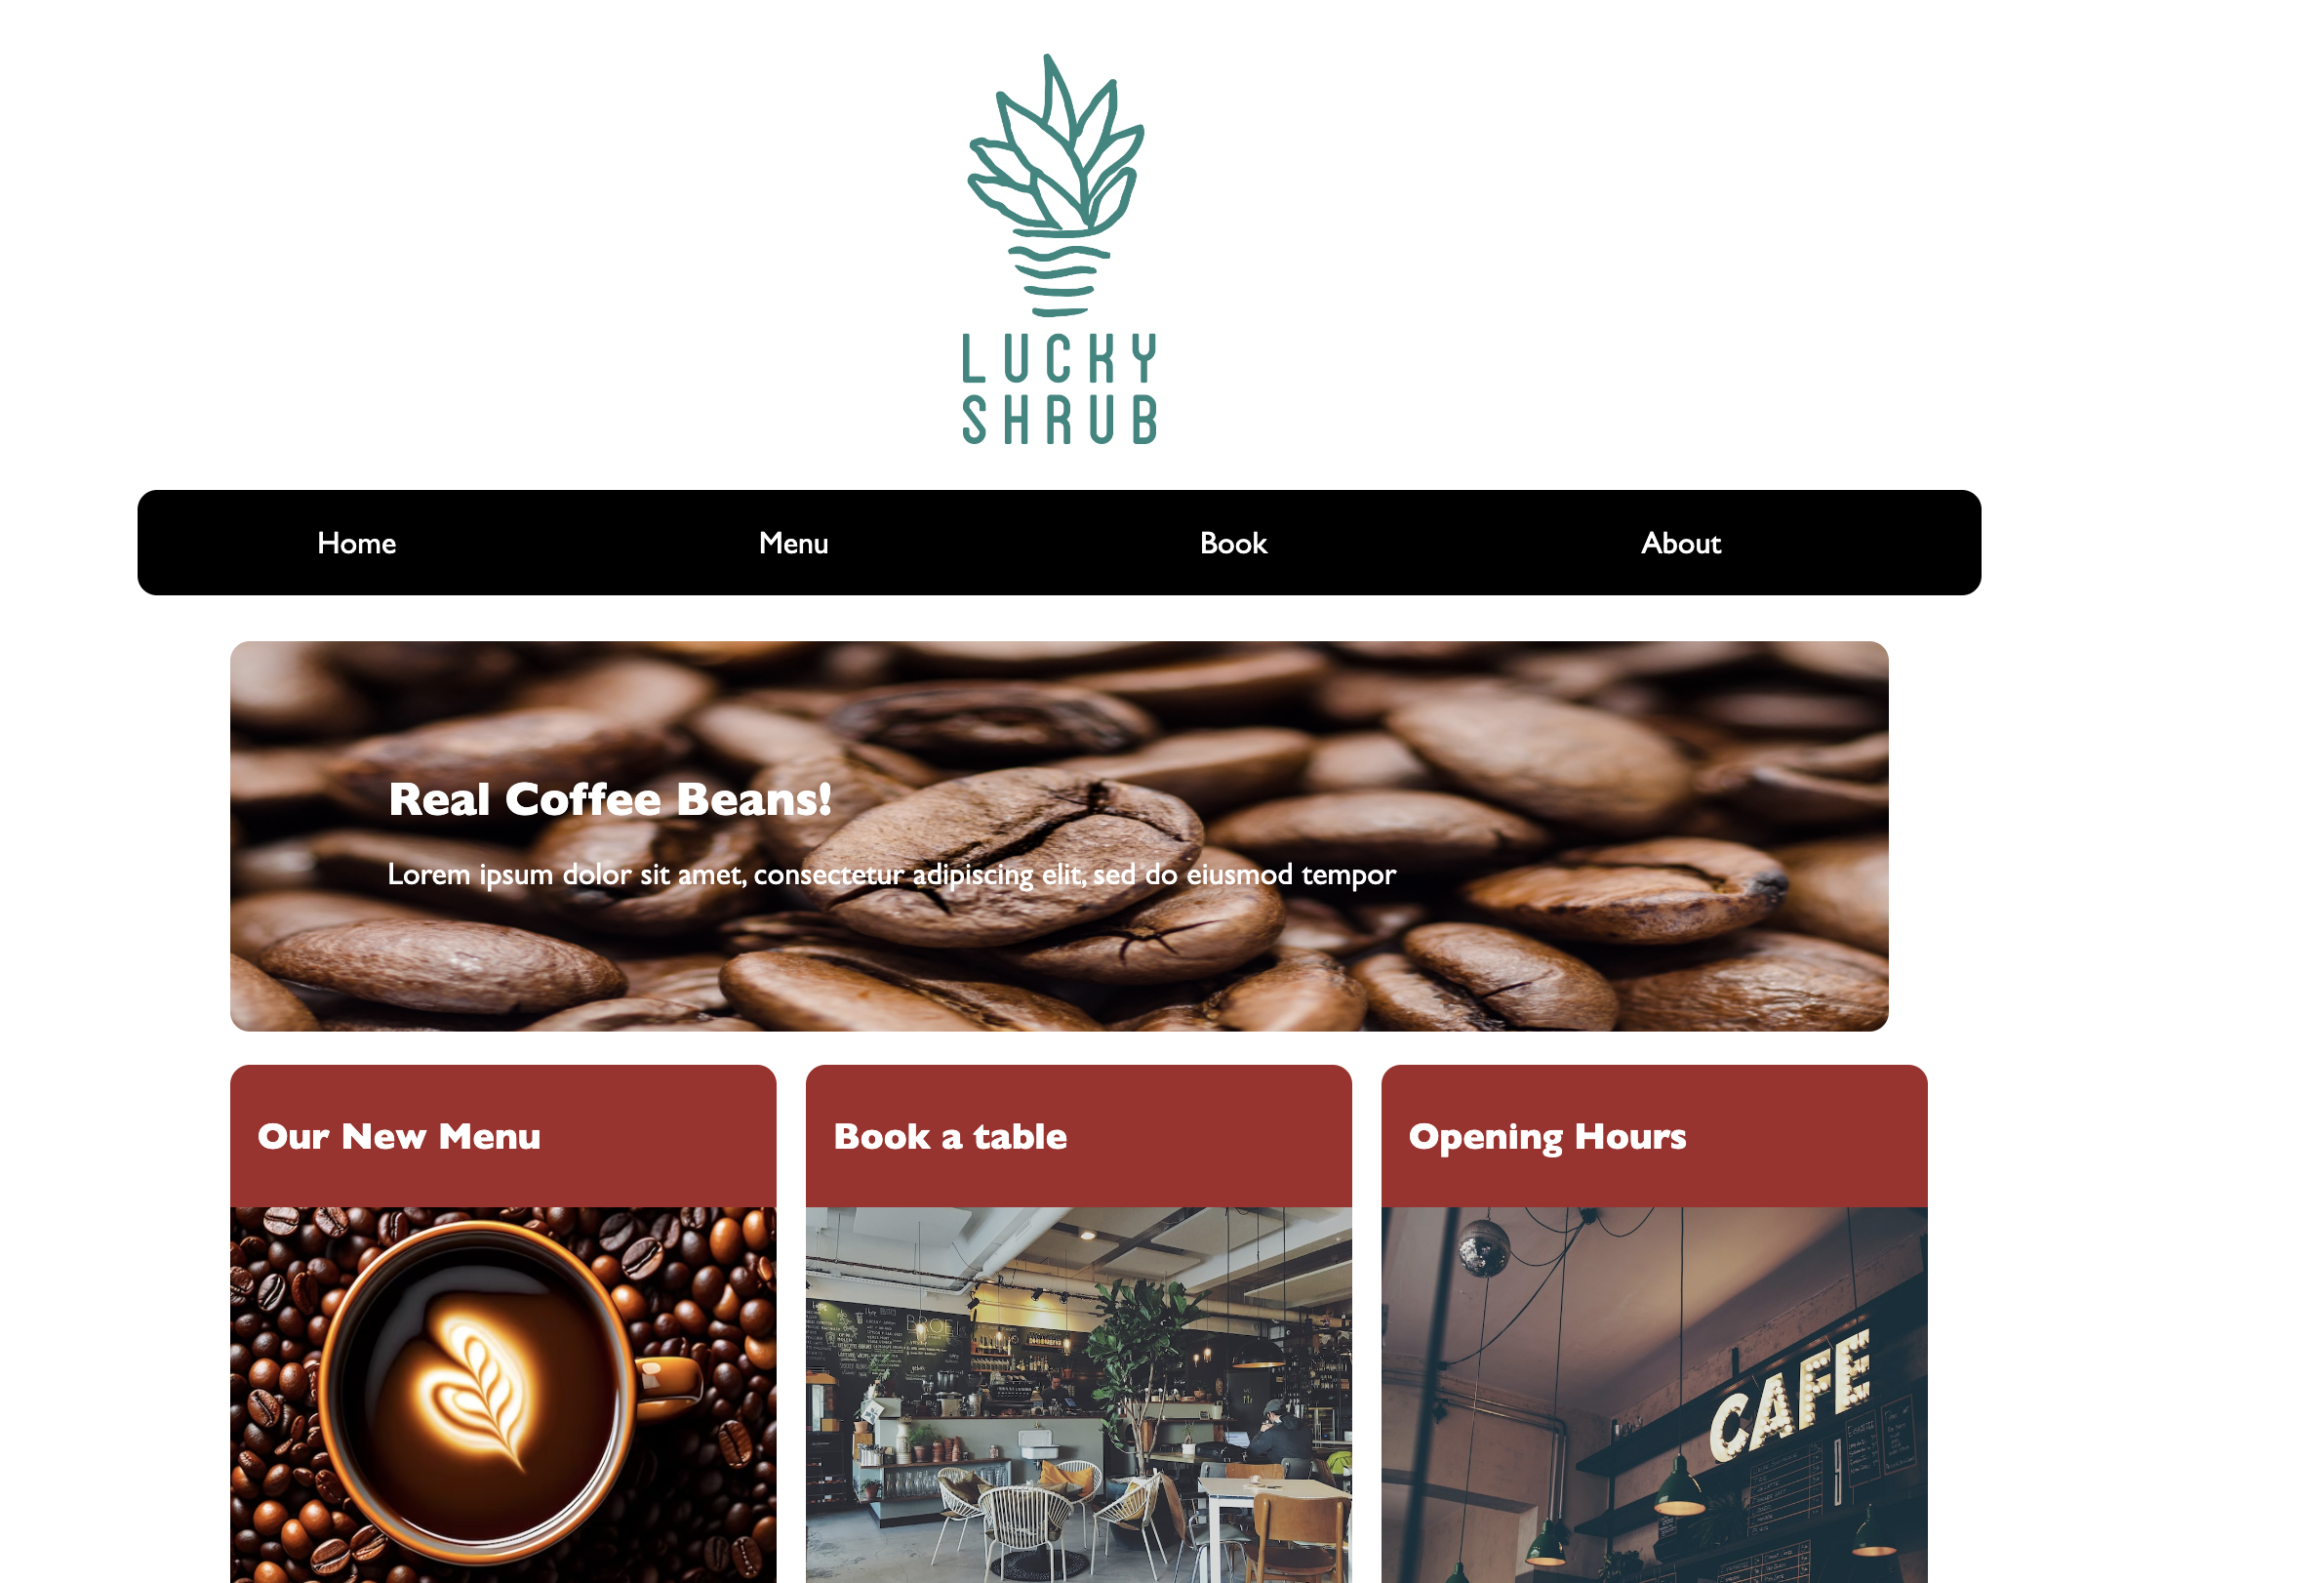 LUCKY
SHRUB
Home Menu Book About
Real Coffee Beans!
Lorem ipsum dolor sit amet, consectetur adipiscing elit, sed do eiusmod tempor
Our New Menu Book a table Opening Hours
BROEI
CAFE